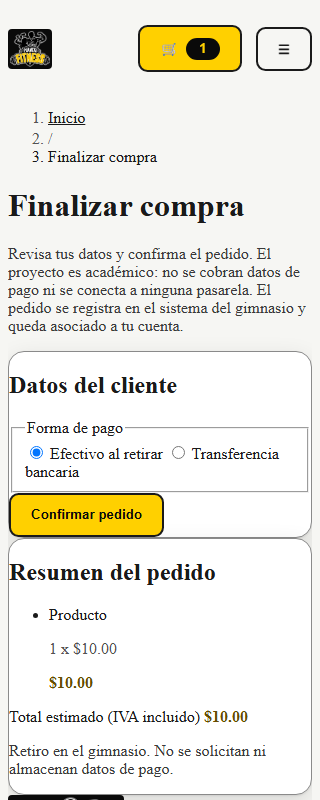 FITNESS
🛒 1 ☰
1. Inicio
2. /
3. Finalizar compra
Finalizar compra
Revisa tus datos y confirma el pedido. El
proyecto es académico: no se cobran datos de
pago ni se conecta a ninguna pasarela. El
pedido se registra en el sistema del gimnasio y
queda asociado a tu cuenta.
Datos del cliente
Forma de pago
Efectivo al retirar Transferencia
bancaria
Confirmar pedido
Resumen del pedido
• Producto
1 x $10.00
$10.00
Total estimado (IVA incluido) $10.00
Retiro en el gimnasio. No se solicitan ni
almacenan datos de pago.